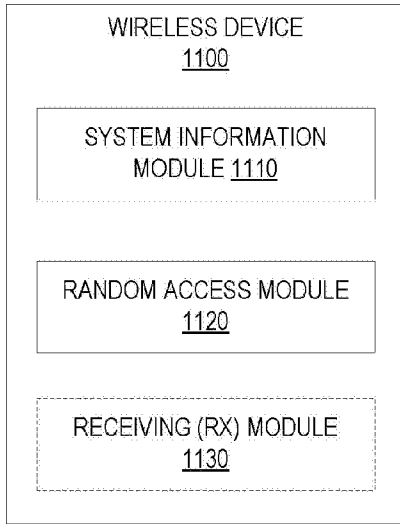 WIRELESS DEVICE
1100
SYSTEM INFORMATION
MODULE 1110
RANDOM ACCESS MODULE
1120
RECEIVING (RX) MODULE
1130